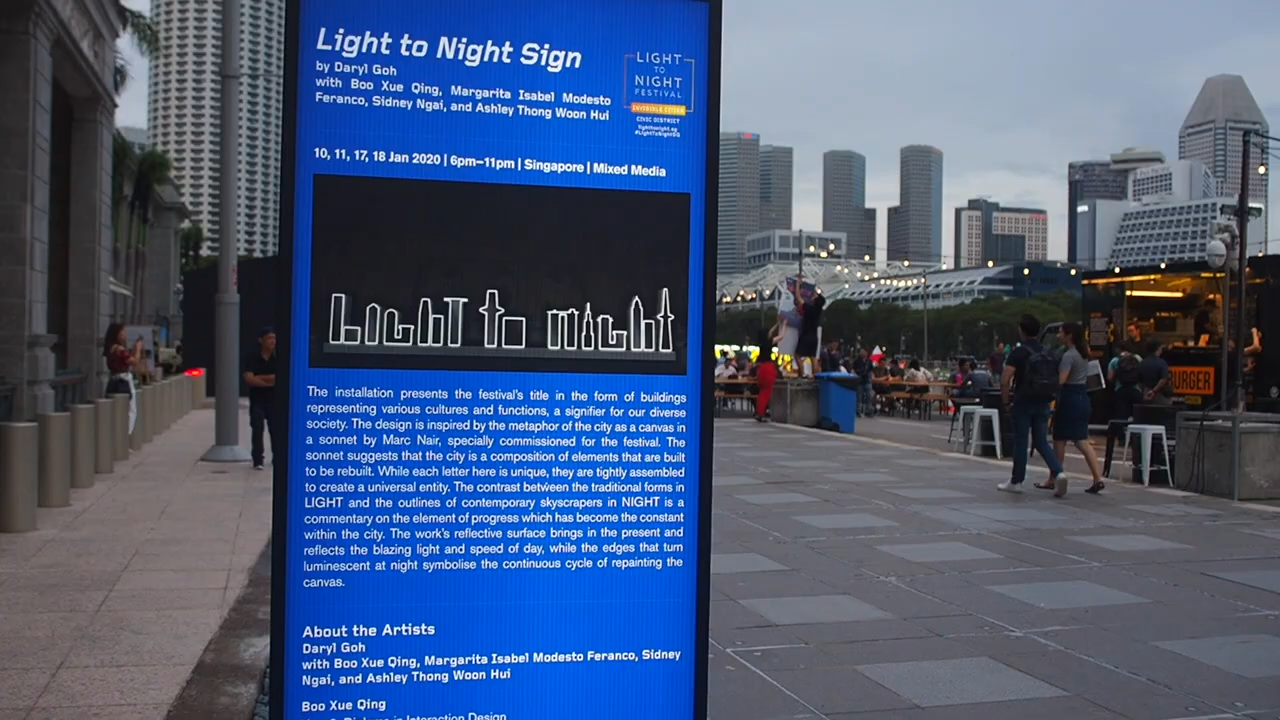 Light to Night Sign
by Daryl Goh
with Boo Xue Qing, Margarita Isabel Modesto
Feranco, Sidney Ngai, and Ashley Thong Woon Hui
LIGHT
TO
NIGHT
FESTIVAL
INVISIBLE CITIES
CIVIC DISTRICT
lighttonight.sg
#LightToNightSG
10, 11, 17, 18 Jan 2020 | 6pm–11pm | Singapore | Mixed Media
The installation presents the festival's title in the form of buildings
representing various cultures and functions, a signifier for our diverse
society. The design is inspired by the metaphor of the city as a canvas in
a sonnet by Marc Nair, specially commissioned for the festival. The
sonnet suggests that the city is a composition of elements that are built
to be rebuilt. While each letter here is unique, they are tightly assembled
to create a universal entity. The contrast between the traditional forms in
LIGHT and the outlines of contemporary skyscrapers in NIGHT is a
commentary on the element of progress which has become the constant
within the city. The work's reflective surface brings in the present and
reflects the blazing light and speed of day, while the edges that turn
luminescent at night symbolise the continuous cycle of repainting the
canvas.
About the Artists
Daryl Goh
with Boo Xue Qing, Margarita Isabel Modesto Feranco, Sidney
Ngai, and Ashley Thong Woon Hui
Boo Xue Qing
in Interaction Design
BURGER